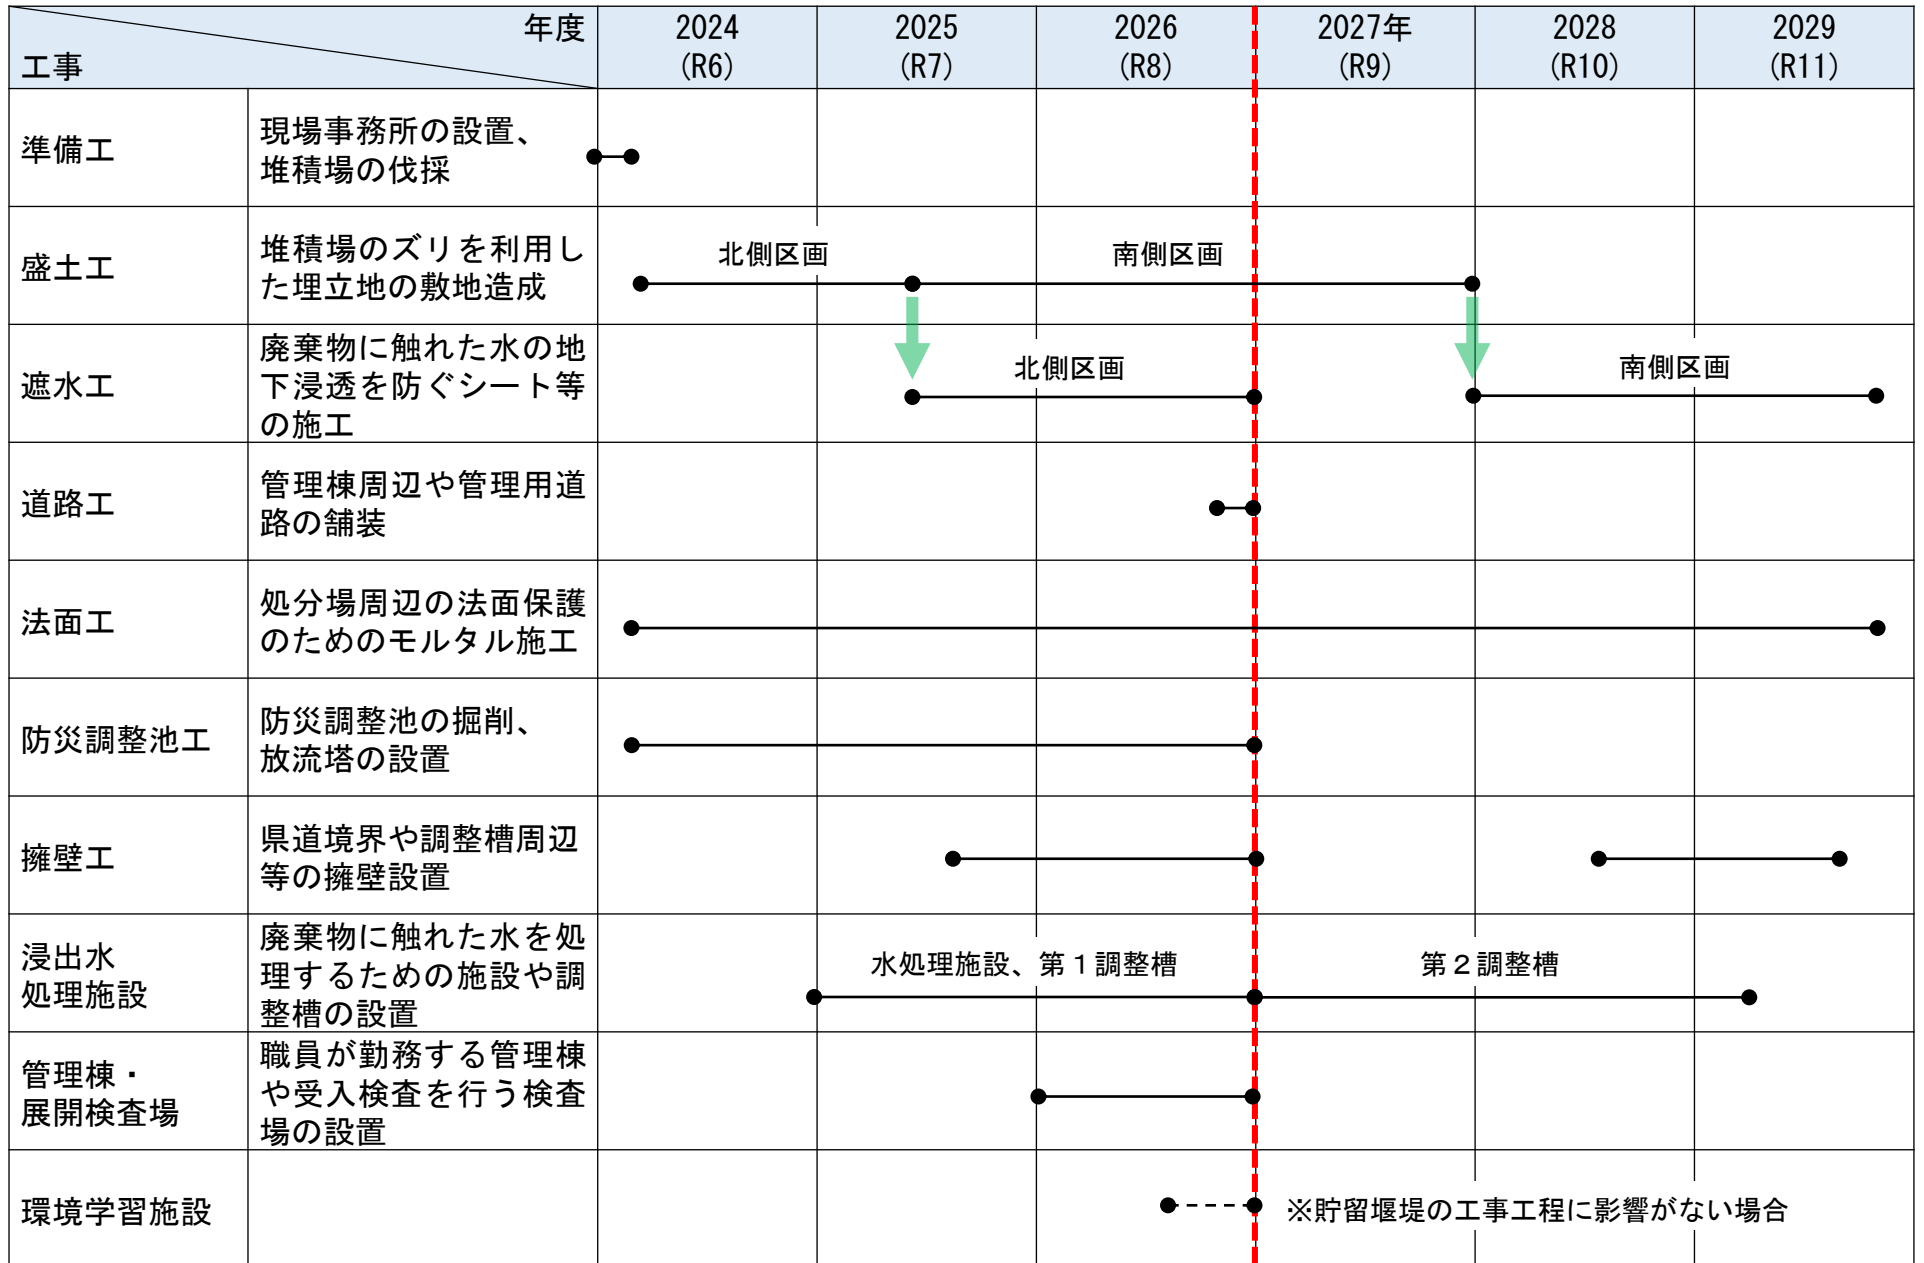 年度
工事
2024
(R6)
2025
(R7)
2026
(R8)
2027年
(R9)
2028
(R10)
2029
(R11)
準備工
現場事務所の設置、
堆積場の伐採
盛土工
堆積場のズリを利用し
た埋立地の敷地造成
北側区画
南側区画
遮水工
廃棄物に触れた水の地
下浸透を防ぐシート等
の施工
北側区画
南側区画
道路工
管理棟周辺や管理用道
路の舗装
法面工
処分場周辺の法面保護
のためのモルタル施工
防災調整池工
防災調整池の掘削、
放流塔の設置
擁壁工
県道境界や調整槽周辺
等の擁壁設置
浸出水
処理施設
廃棄物に触れた水を処
理するための施設や調
整槽の設置
水処理施設、第１調整槽
第２調整槽
管理棟・
展開検査場
職員が勤務する管理棟
や受入検査を行う検査
場の設置
環境学習施設
※貯留堰堤の工事工程に影響がない場合